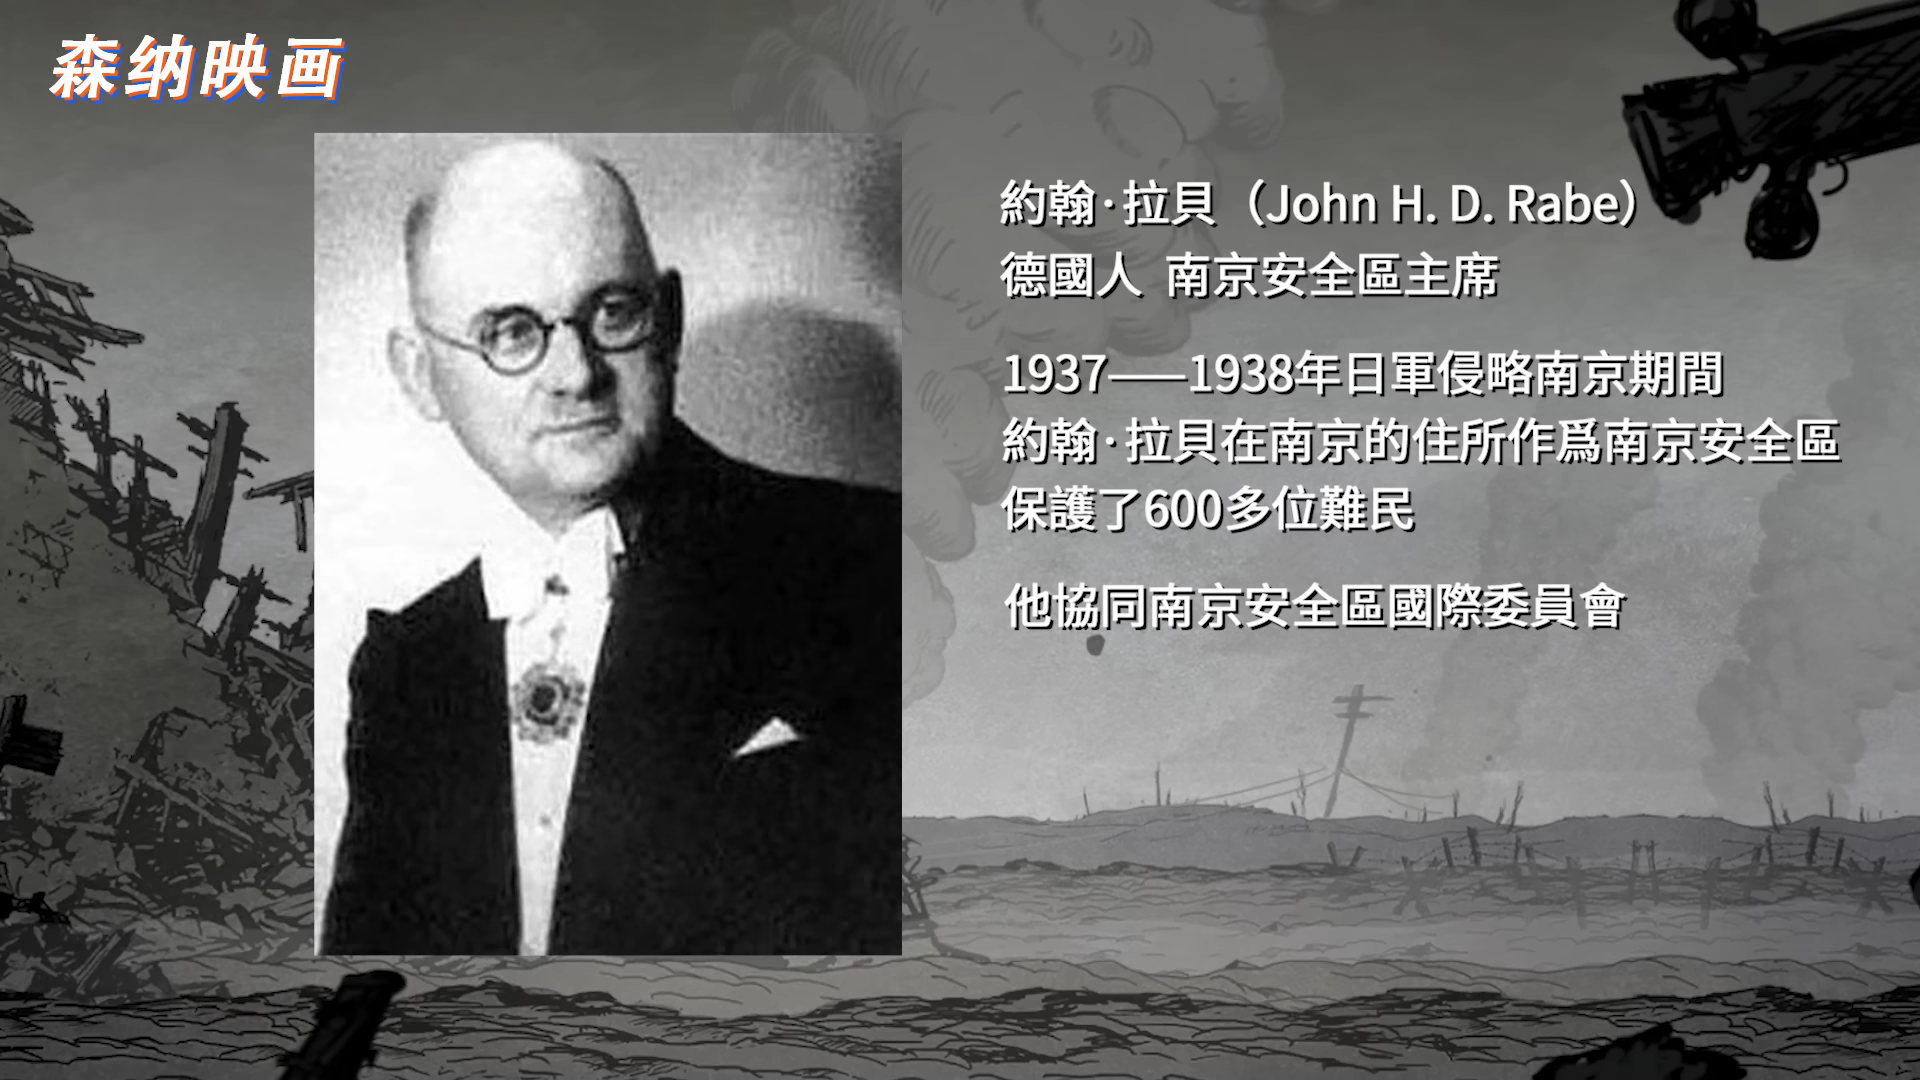 森纳映画
約翰·拉貝（John H. D. Rabe）
德國人 南京安全區主席
1937——1938年日軍侵略南京期間
約翰·拉貝在南京的住所作爲南京安全區
保護了600多位難民
他協同南京安全區國際委員會